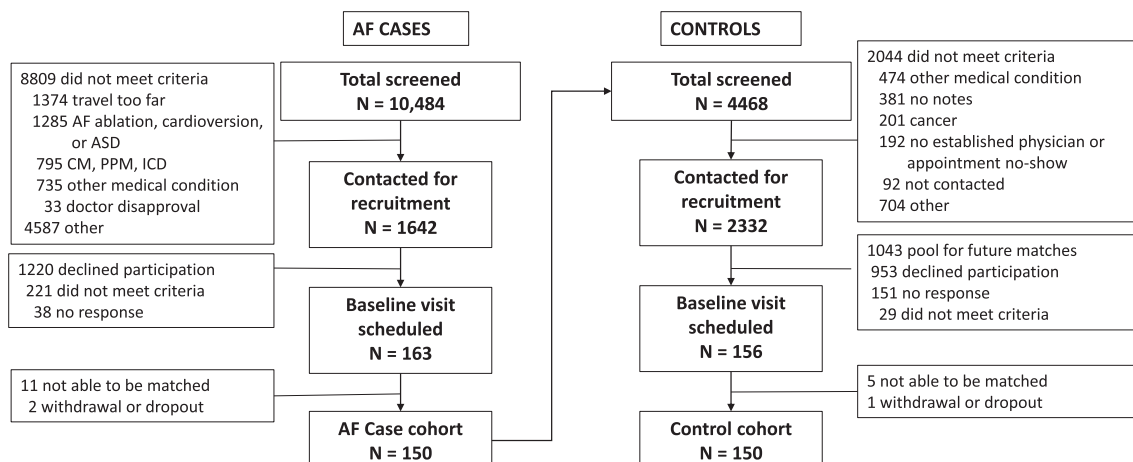 AF CASES
8809 did not meet criteria
1374 travel too far
1285 AF ablation, cardioversion,
or ASD
795 CM, PPM, ICD
735 other medical condition
33 doctor disapproval
4587 other
Total screened
N = 10,484
Contacted for
recruitment
N = 1642
1220 declined participation
221 did not meet criteria
38 no response
Baseline visit
scheduled
N = 163
11 not able to be matched
2 withdrawal or dropout
AF Case cohort
N = 150
CONTROLS
Total screened
N = 4468
2044 did not meet criteria
474 other medical condition
381 no notes
201 cancer
192 no established physician or
appointment no-show
92 not contacted
704 other
Contacted for
recruitment
N = 2332
1043 pool for future matches
953 declined participation
151 no response
29 did not meet criteria
Baseline visit
scheduled
N = 156
5 not able to be matched
1 withdrawal or dropout
Control cohort
N = 150